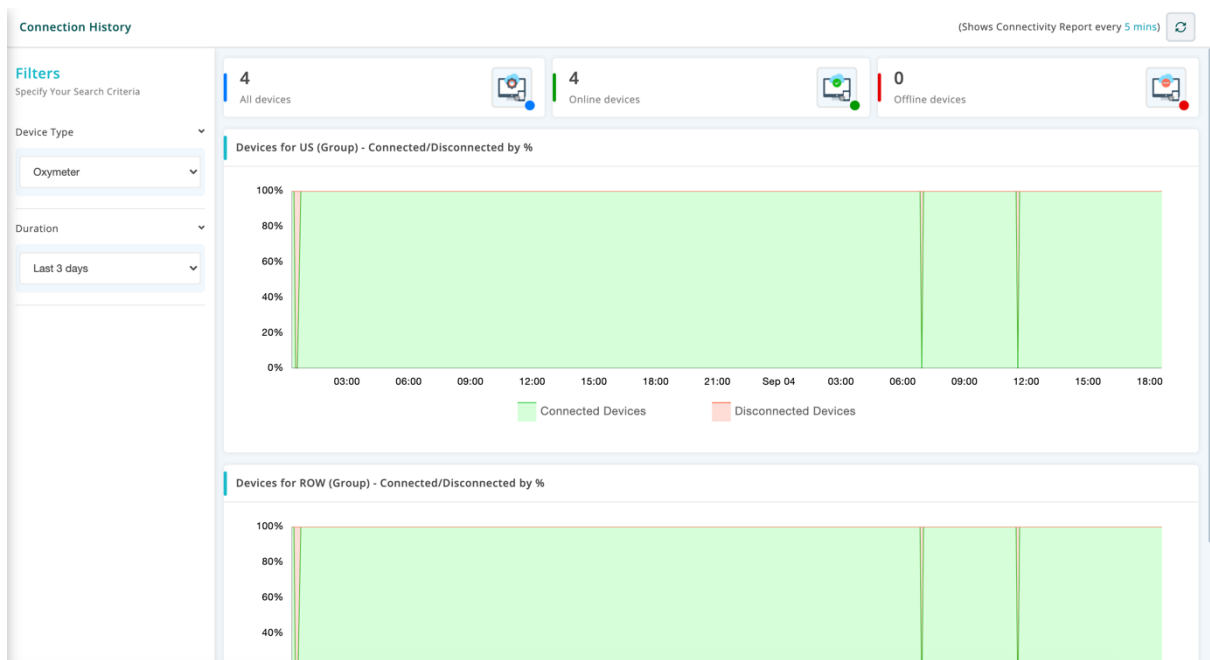 Connection History
(Shows Connectivity Report every 5 mins)
Filters
Specify Your Search Criteria
Device Type
Oxymeter
Duration
Last 3 days
4
All devices
4
Online devices
0
Offline devices
Devices for US (Group) - Connected/Disconnected by %
100%
80%
60%
40%
20%
0%
03:00 06:00 09:00 12:00 15:00 18:00 21:00 Sep 04 03:00 06:00 09:00 12:00 15:00 18:00
Connected Devices Disconnected Devices
Devices for ROW (Group) - Connected/Disconnected by %
100%
80%
60%
40%